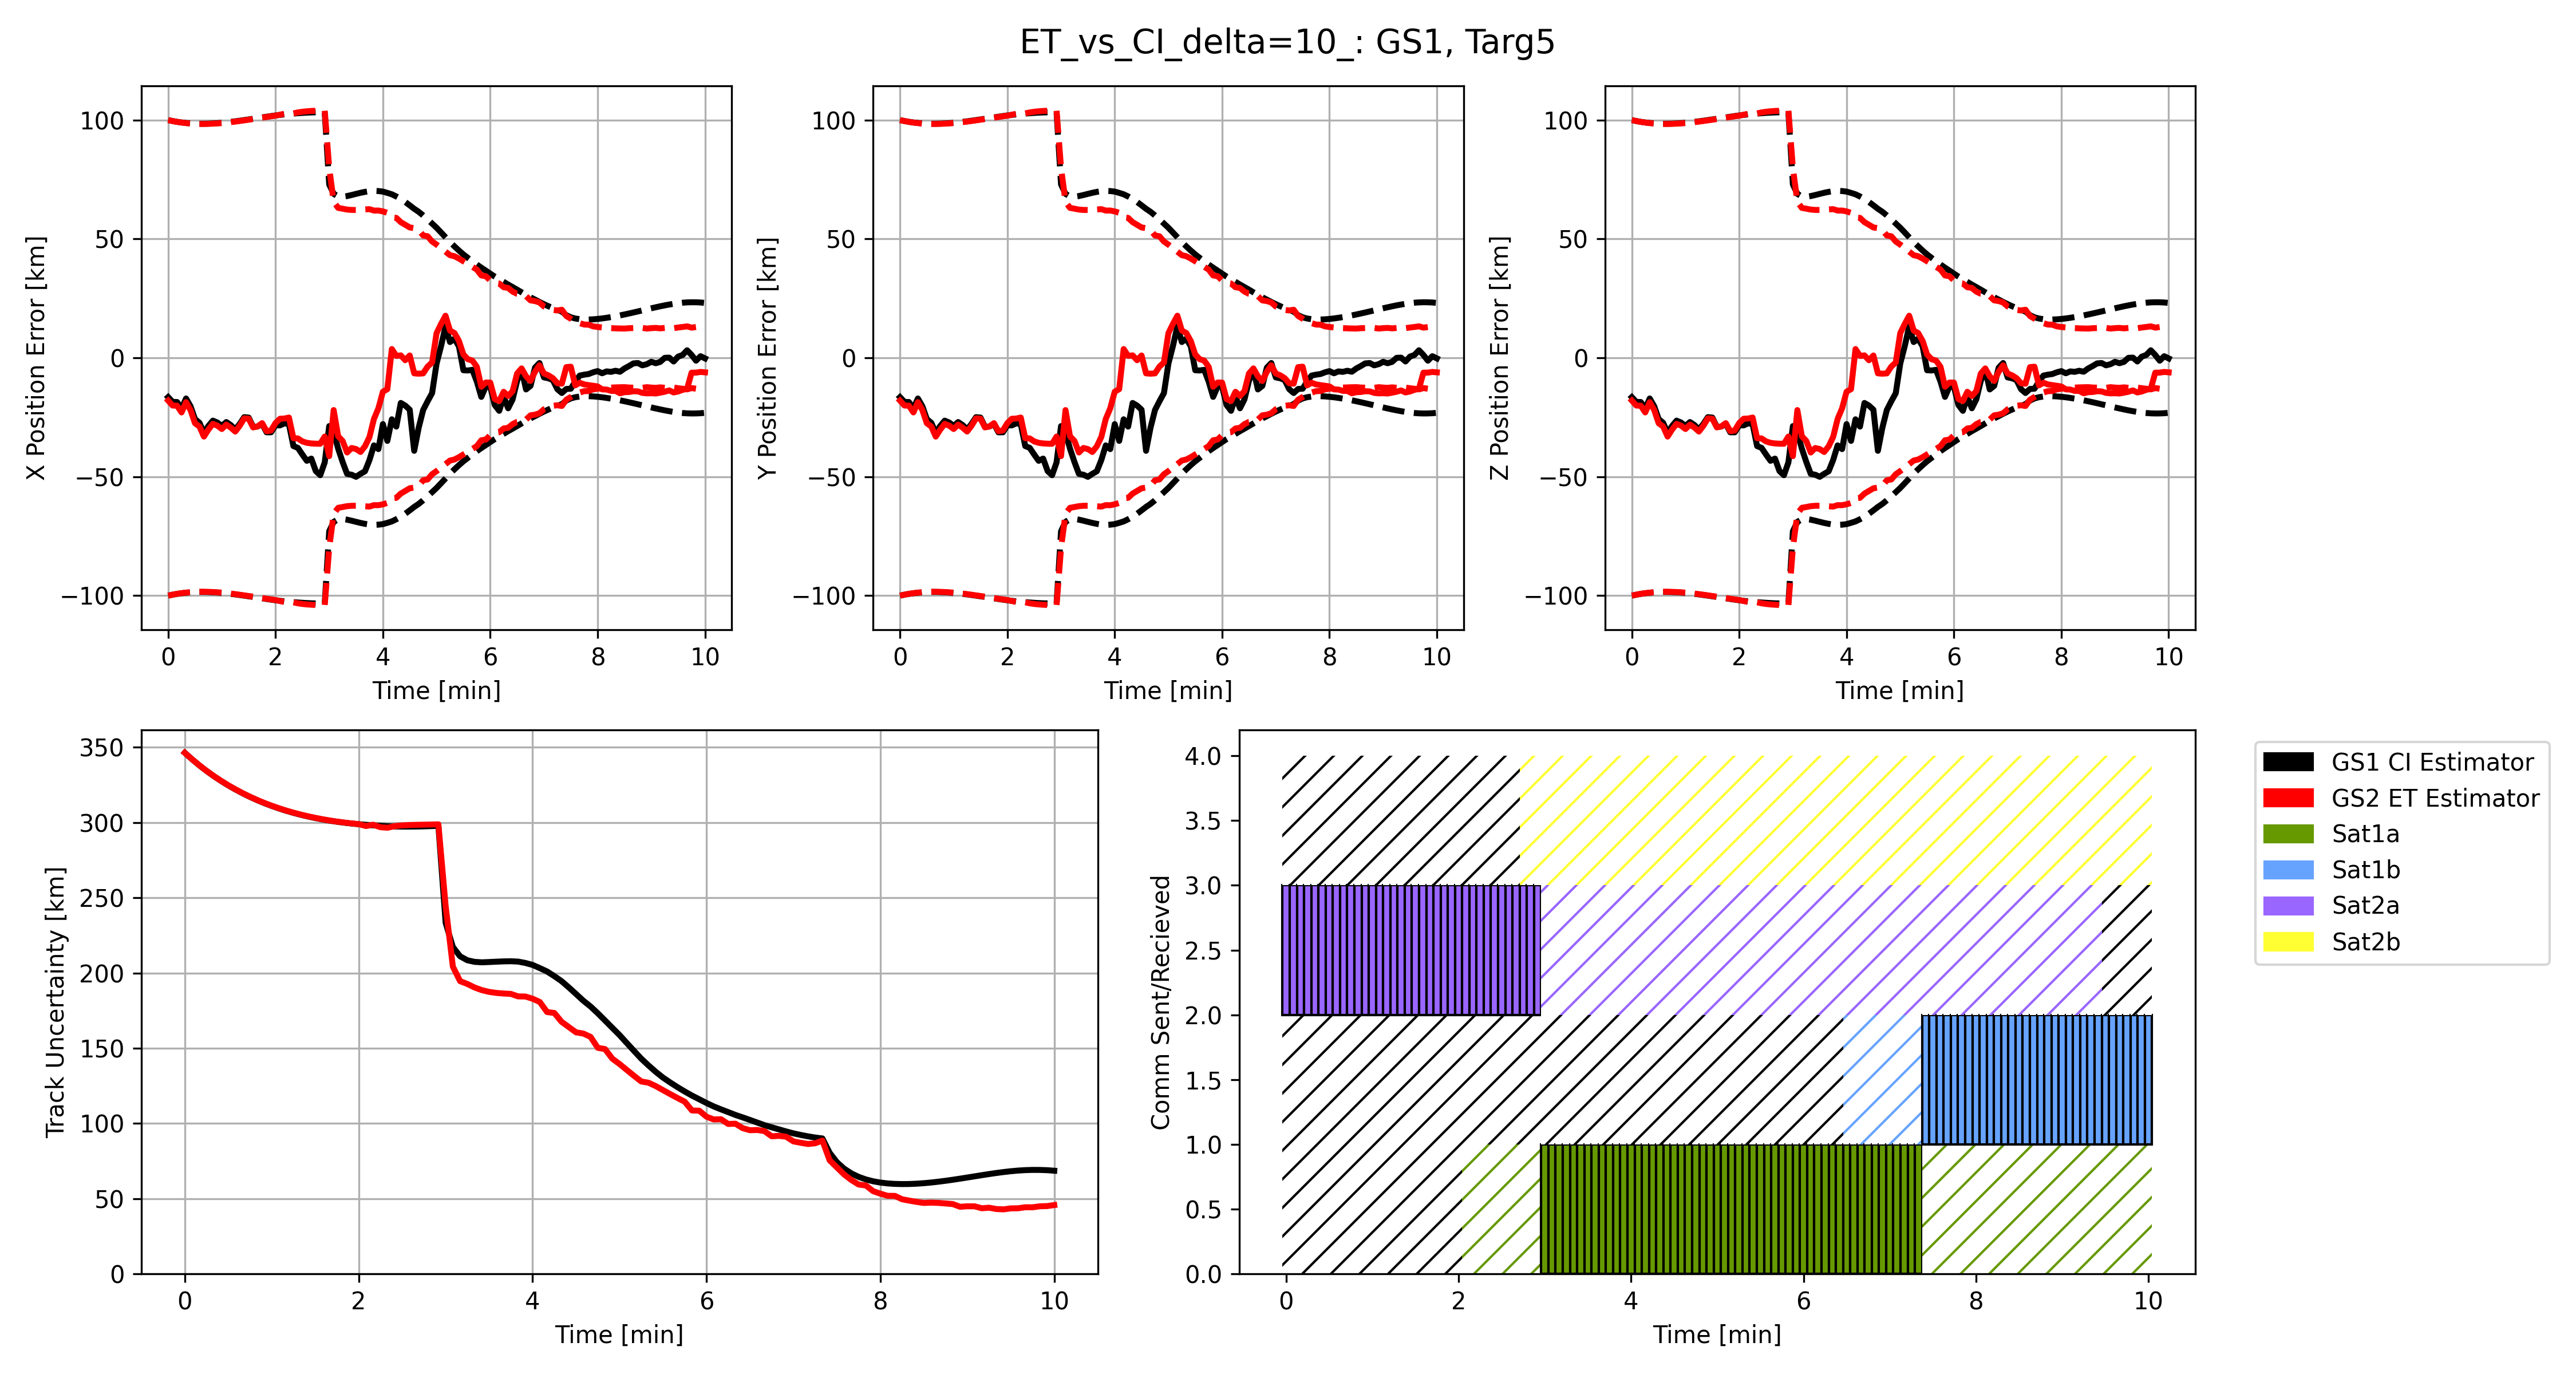 ET_vs_CI_delta=10_: GS1, Targ5
X Position Error [km]
100
50
0
−50
−100
0 2 4 6 8 10
Time [min]
Y Position Error [km]
100
50
0
−50
−100
0 2 4 6 8 10
Time [min]
Z Position Error [km]
100
50
0
−50
−100
0 2 4 6 8 10
Time [min]
Track Uncertainty [km]
350
300
250
200
150
100
50
0
0 2 4 6 8 10
Time [min]
Comm Sent/Recieved
4.0
3.5
3.0
2.5
2.0
1.5
1.0
0.5
0.0
0 2 4 6 8 10
Time [min]
GS1 CI Estimator
GS2 ET Estimator
Sat1a
Sat1b
Sat2a
Sat2b